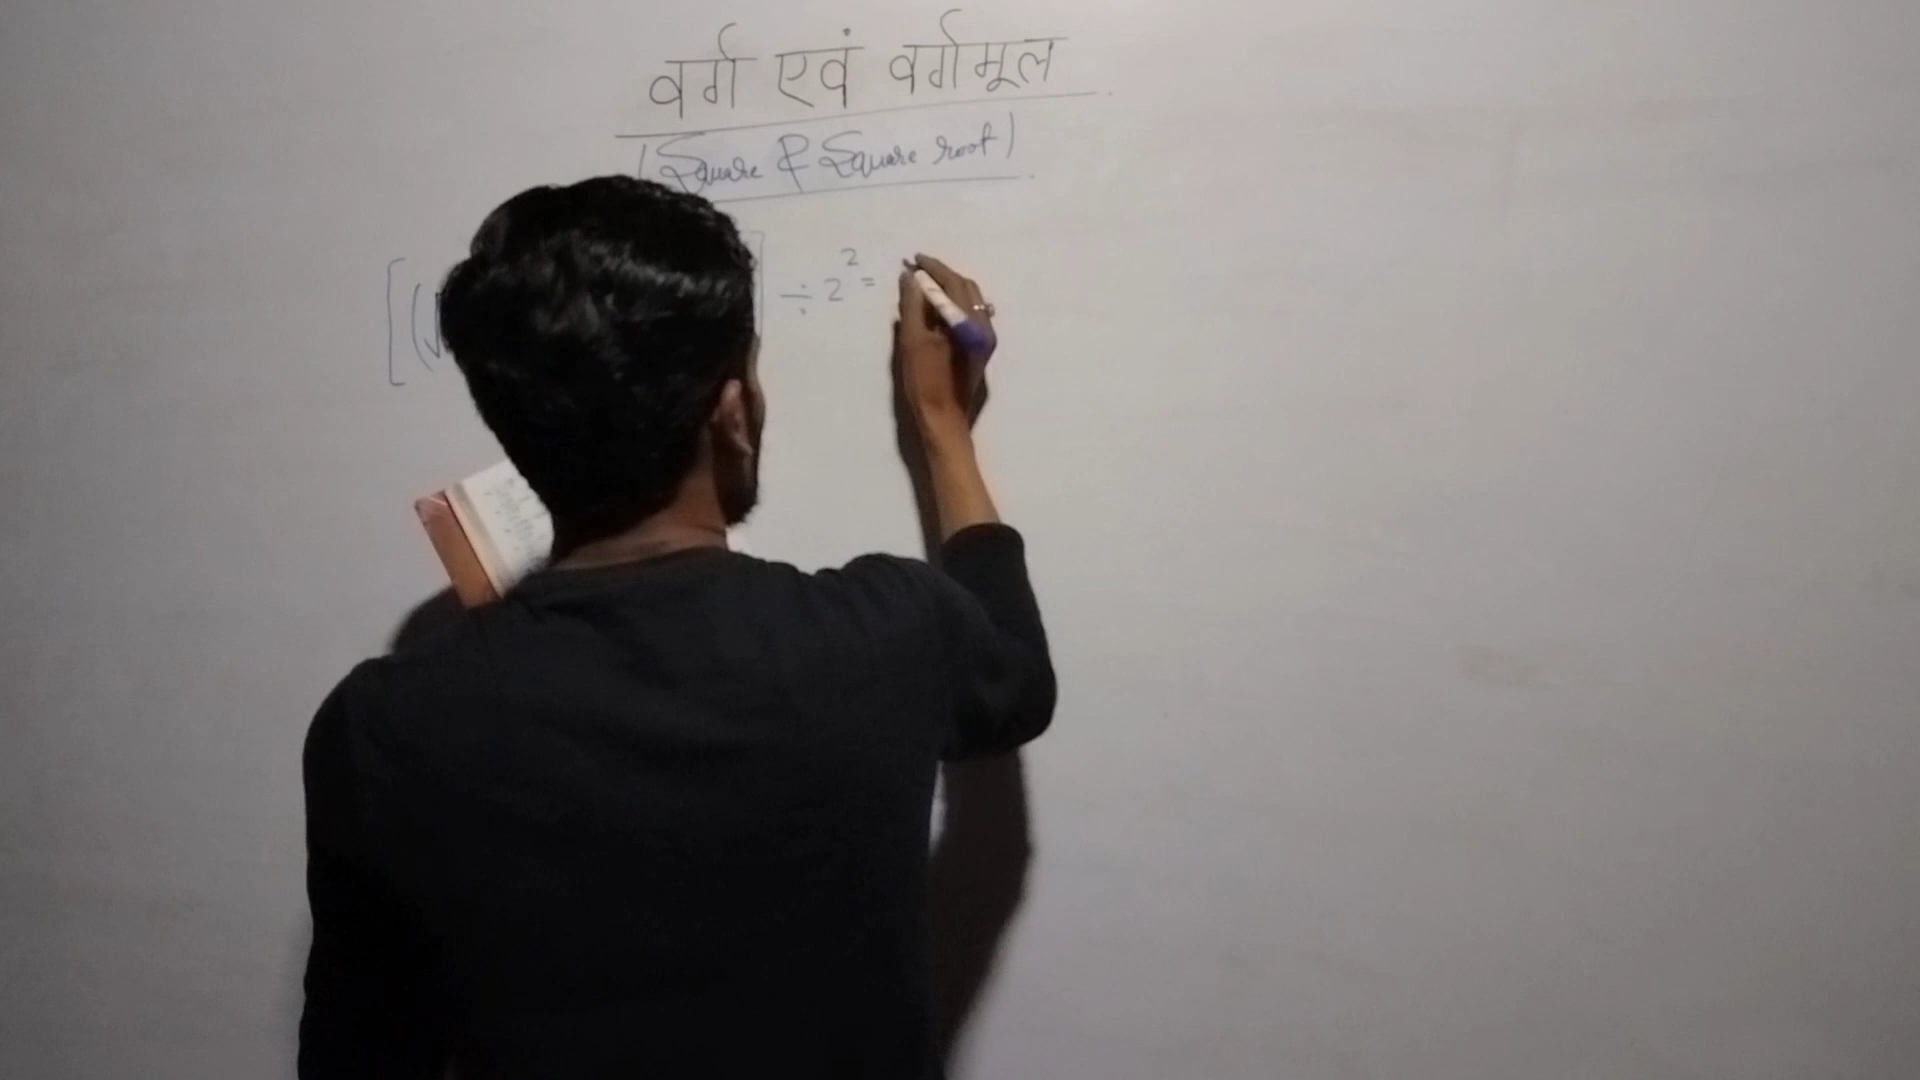 वर्ग एवं वर्गमूल
(Square & Square root)
[(√ ] ÷ 2² =